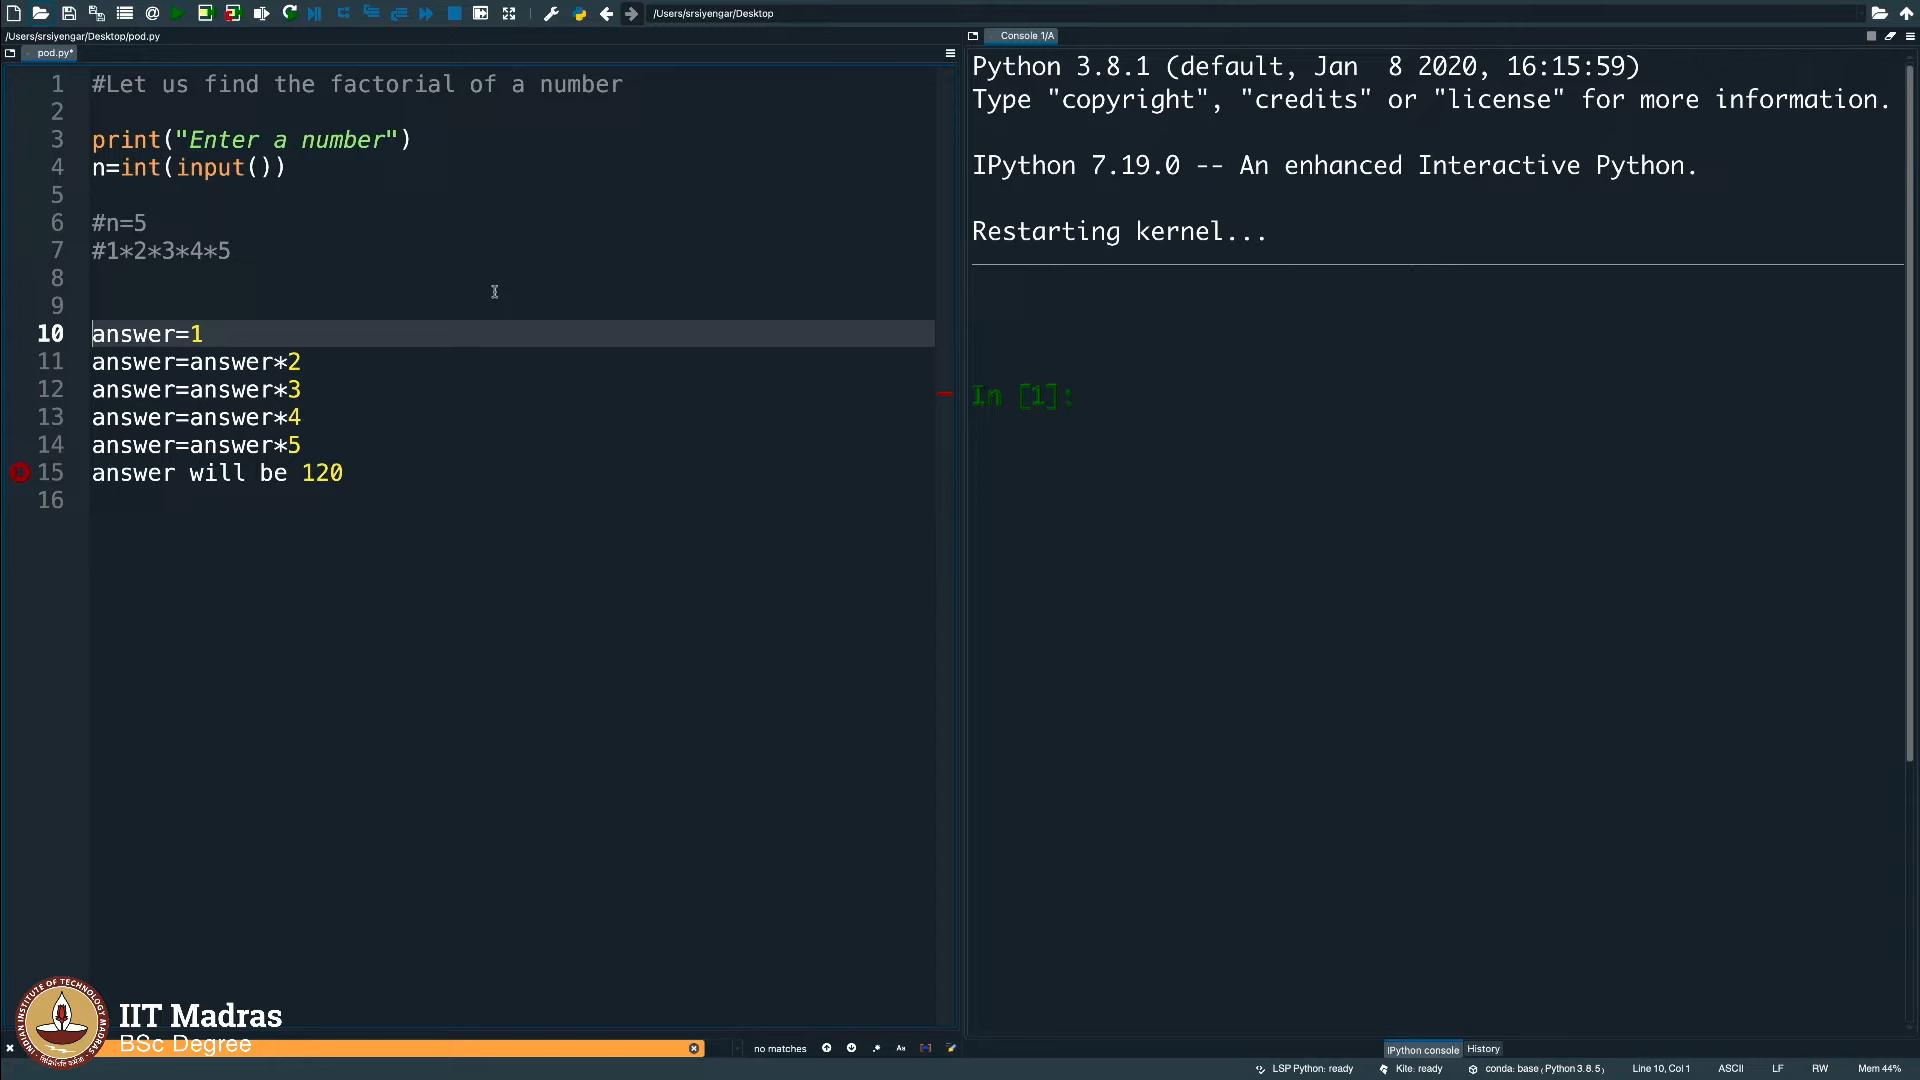 /Users/srsiyengar/Desktop
/Users/srsiyengar/Desktop/pod.py
pod.py*
1 #Let us find the factorial of a number
2
3 print("Enter a number")
4 n=int(input())
5
6 #n=5
7 #1*2*3*4*5
8
9
10 answer=1
11 answer=answer*2
12 answer=answer*3
13 answer=answer*4
14 answer=answer*5
15 answer will be 120
16
Console 1/A
Python 3.8.1 (default, Jan  8 2020, 16:15:59)
Type "copyright", "credits" or "license" for more information.
IPython 7.19.0 -- An enhanced Interactive Python.
Restarting kernel...
In [1]:
IIT Madras
BSc Degree
no matches
Aa
IPython console
History
LSP Python: ready
Kite: ready
conda: base (Python 3.8.5)
Line 10, Col 1
ASCII
LF
RW
Mem 44%